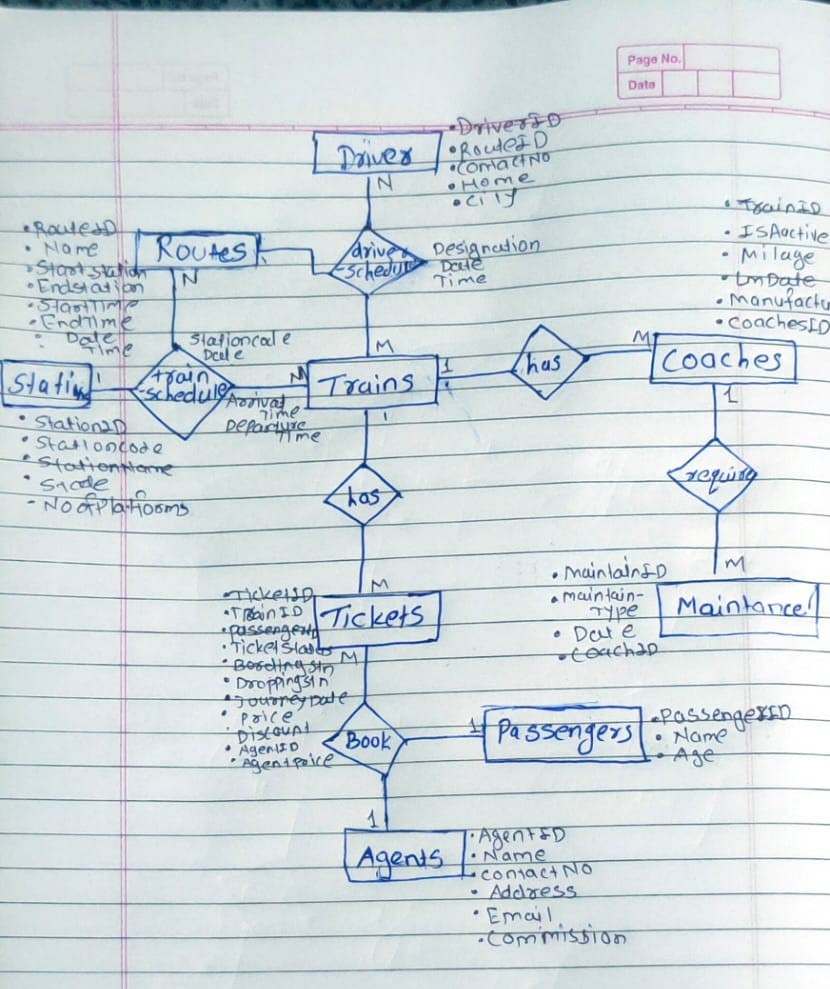 Page No.
Date
Driver
• DriverID
• RouteID
• ContactNo
• Home
• City
N
• RouteID
• Name
• StartStation
• Endstation
• StartTime
• EndTime
• Date
Time
Routes
N
driver
-schedule
Designation
Date
Time
M
• TrainID
• ISActive
• Milage
• LmDate
• Manufactu
• CoachesID
Stationcode
Date
Stati
1
train
-schedule
N
Arrival
Time
Departure
Time
Trains
1
1
has
M
Coaches
1
• StationID
• Stationcode
• StationName
• State
- NoofPlatforms
has
M
require
M
• MaintainID
• maintain-
Type
• Date
• CoachID
Maintance
• TicketID
• TrainID
• PassengerID
• TicketStatus
• BordingStn
• DroppingStn
• JourneyDate
• Price
Discount
• AgentID
• Agentprice
Tickets
M
Book
1
Passengers
• PassengerID
• Name
• Age
1
Agents
• AgentID
• Name
• contactNo
• Address
• Email
• Commission